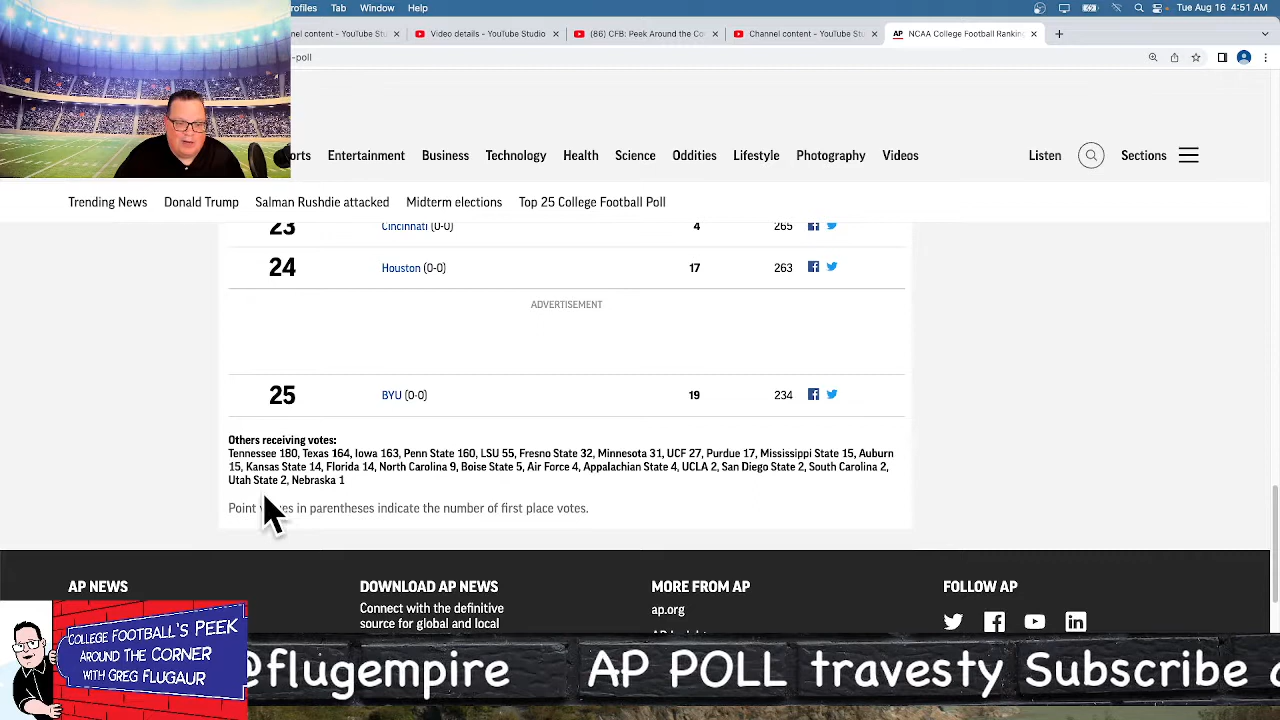 rofiles Tab Window Help Tue Aug 16 4:51 AM
nel content - YouTube Stu Video details - YouTube Studio (86) CFB: Peek Around the Co Channel content - YouTube Stu AP NCAA College Football Rankin
-poll
orts Entertainment Business Technology Health Science Oddities Lifestyle Photography Videos Listen Sections
Trending News Donald Trump Salman Rushdie attacked Midterm elections Top 25 College Football Poll
23 Cincinnati (0-0) 4 265
24 Houston (0-0) 17 263
ADVERTISEMENT
25 BYU (0-0) 19 234
Others receiving votes:
Tennessee 180, Texas 164, Iowa 163, Penn State 160, LSU 55, Fresno State 32, Minnesota 31, UCF 27, Purdue 17, Mississippi State 15, Auburn
15, Kansas State 14, Florida 14, North Carolina 9, Boise State 5, Air Force 4, Appalachian State 4, UCLA 2, San Diego State 2, South Carolina 2,
Utah State 2, Nebraska 1
Point in parentheses indicate the number of first place votes.
AP NEWS DOWNLOAD AP NEWS MORE FROM AP FOLLOW AP
Connect with the definitive ap.org
source for global and local
COLLEGE FOOTBALL'S PEEK
AROUND THE CORNER
WITH GREG FLUGAUR
@flugempire AP POLL travesty Subscribe